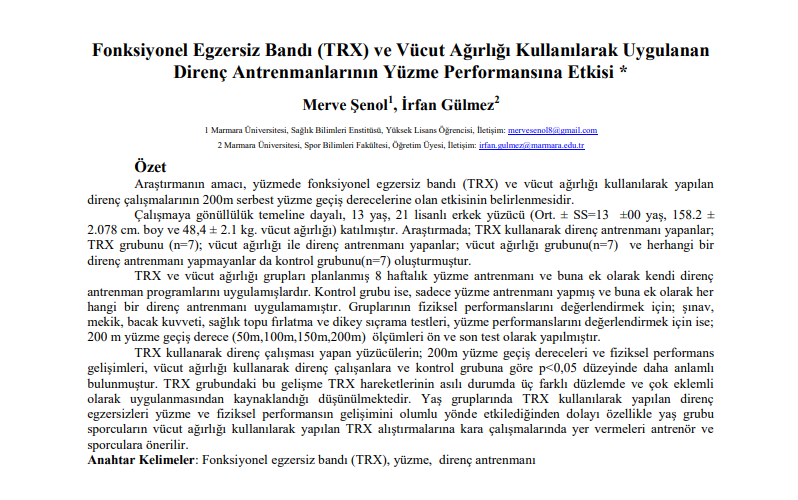 Fonksiyonel Egzersiz Bandı (TRX) ve Vücut Ağırlığı Kullanılarak Uygulanan
Direnç Antrenmanlarının Yüzme Performansına Etkisi *
Merve Şenol1, İrfan Gülmez2
1 Marmara Üniversitesi, Sağlık Bilimleri Enstitüsü, Yüksek Lisans Öğrencisi, İletişim: mervesenol8@gmail.com
2 Marmara Üniversitesi, Spor Bilimleri Fakültesi, Öğretim Üyesi, İletişim: irfan.gulmez@marmara.edu.tr
Özet
Araştırmanın amacı, yüzmede fonksiyonel egzersiz bandı (TRX) ve vücut ağırlığı kullanılarak yapılan
direnç çalışmalarının 200m serbest yüzme geçiş derecelerine olan etkisinin belirlenmesidir.
Çalışmaya gönüllülük temeline dayalı, 13 yaş, 21 lisanlı erkek yüzücü (Ort. ± SS=13 ±00 yaş, 158.2 ±
2.078 cm. boy ve 48,4 ± 2.1 kg. vücut ağırlığı) katılmıştır. Araştırmada; TRX kullanarak direnç antrenmanı yapanlar;
TRX grubunu (n=7); vücut ağırlığı ile direnç antrenmanı yapanlar; vücut ağırlığı grubunu(n=7) ve herhangi bir
direnç antrenmanı yapmayanlar da kontrol grubunu(n=7) oluşturmuştur.
TRX ve vücut ağırlığı grupları planlanmış 8 haftalık yüzme antrenmanı ve buna ek olarak kendi direnç
antrenman programlarını uygulamışlardır. Kontrol grubu ise, sadece yüzme antrenmanı yapmış ve buna ek olarak her
hangi bir direnç antrenmanı uygulamamıştır. Gruplarının fiziksel performanslarını değerlendirmek için; şınav,
mekik, bacak kuvveti, sağlık topu fırlatma ve dikey sıçrama testleri, yüzme performanslarını değerlendirmek için ise;
200 m yüzme geçiş derece (50m,100m,150m,200m) ölçümleri ön ve son test olarak yapılmıştır.
TRX kullanarak direnç çalışması yapan yüzücülerin; 200m yüzme geçiş dereceleri ve fiziksel performans
gelişimleri, vücut ağırlığı kullanarak direnç çalışanlara ve kontrol grubuna göre p<0,05 düzeyinde daha anlamlı
bulunmuştur. TRX grubundaki bu gelişme TRX hareketlerinin asılı durumda üç farklı düzlemde ve çok eklemli
olarak uygulanmasından kaynaklandığı düşünülmektedir. Yaş gruplarında TRX kullanılarak yapılan direnç
egzersizleri yüzme ve fiziksel performansın gelişimini olumlu yönde etkilediğinden dolayı özellikle yaş grubu
sporcuların vücut ağırlığı kullanılarak yapılan TRX alıştırmalarına kara çalışmalarında yer vermeleri antrenör ve
sporculara önerilir.
Anahtar Kelimeler: Fonksiyonel egzersiz bandı (TRX), yüzme, direnç antrenmanı